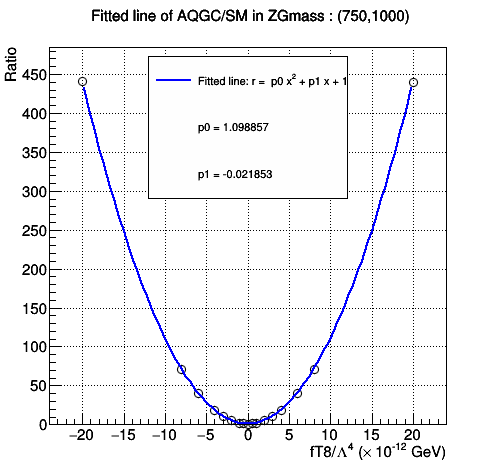 Fitted line of AQGC/SM in ZGmass : (750,1000)
Ratio
Fitted line: r = p0 x² + p1 x + 1
p0 = 1.098857
p1 = -0.021853
450
400
350
300
250
200
150
100
50
0
−20 −15 −10 −5 0 5 10 15 20
fT8/Λ⁴ (× 10⁻¹² GeV)